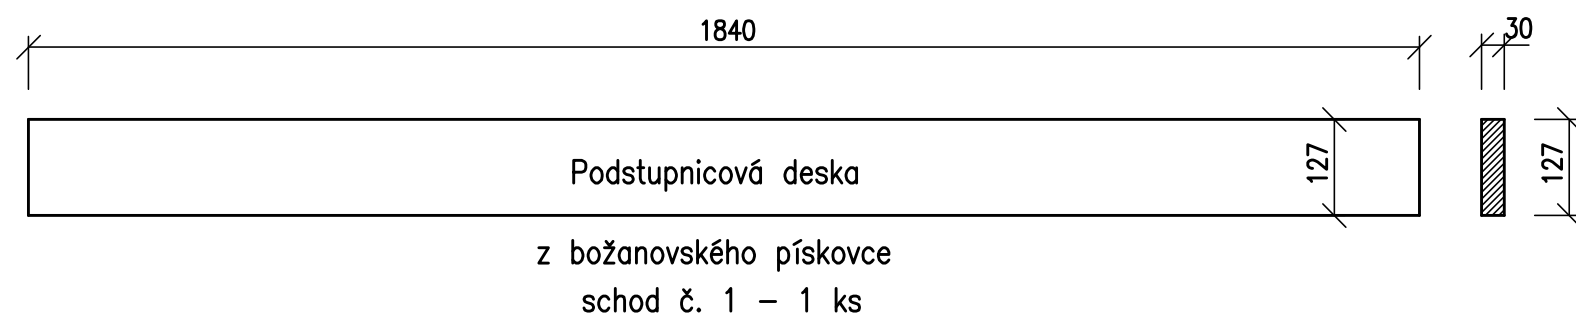 1840
30
Podstupnicová deska
127
127
z božanovského pískovce
schod č. 1 – 1 ks